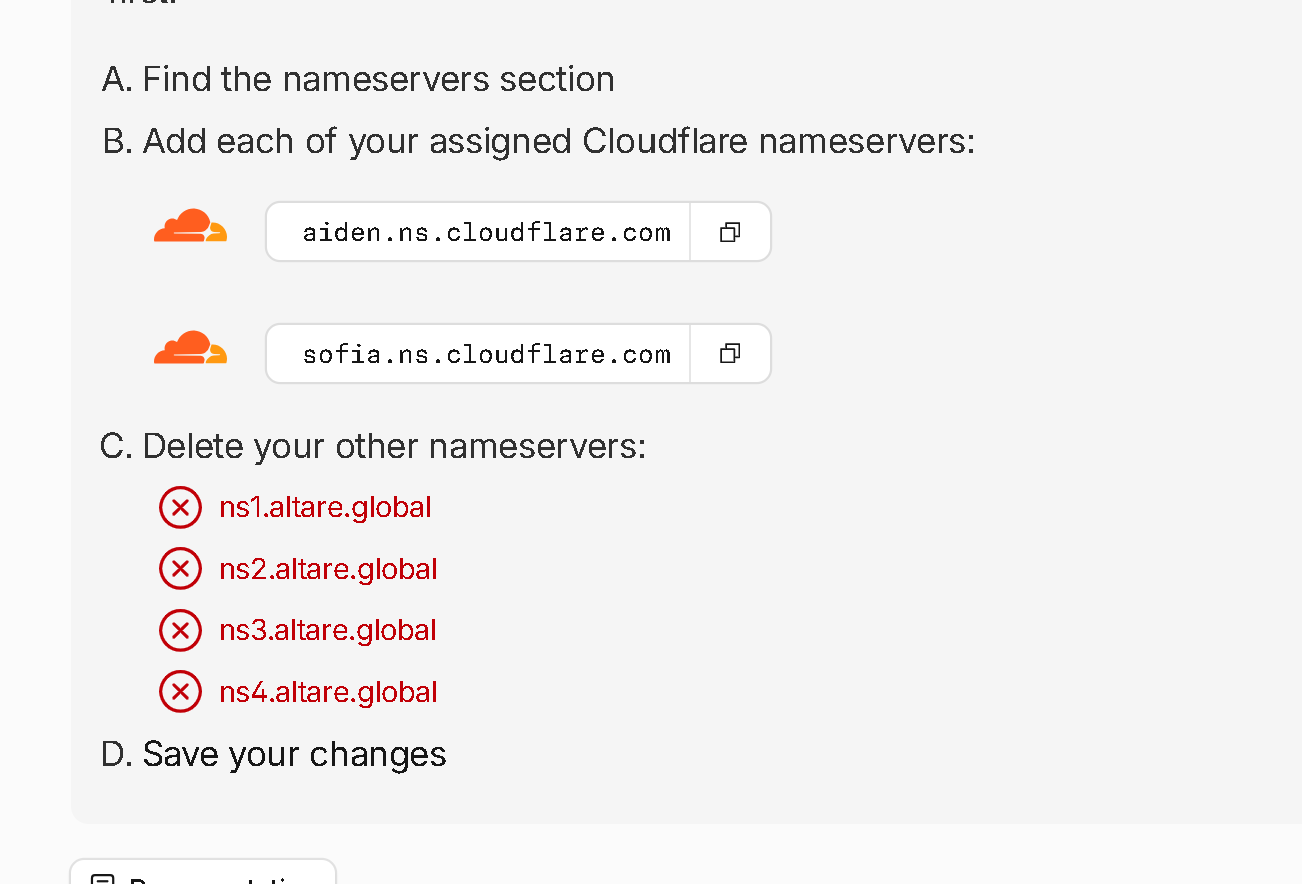 A. Find the nameservers section
B. Add each of your assigned Cloudflare nameservers:
aiden.ns.cloudflare.com
sofia.ns.cloudflare.com
C. Delete your other nameservers:
ns1.altare.global
ns2.altare.global
ns3.altare.global
ns4.altare.global
D. Save your changes